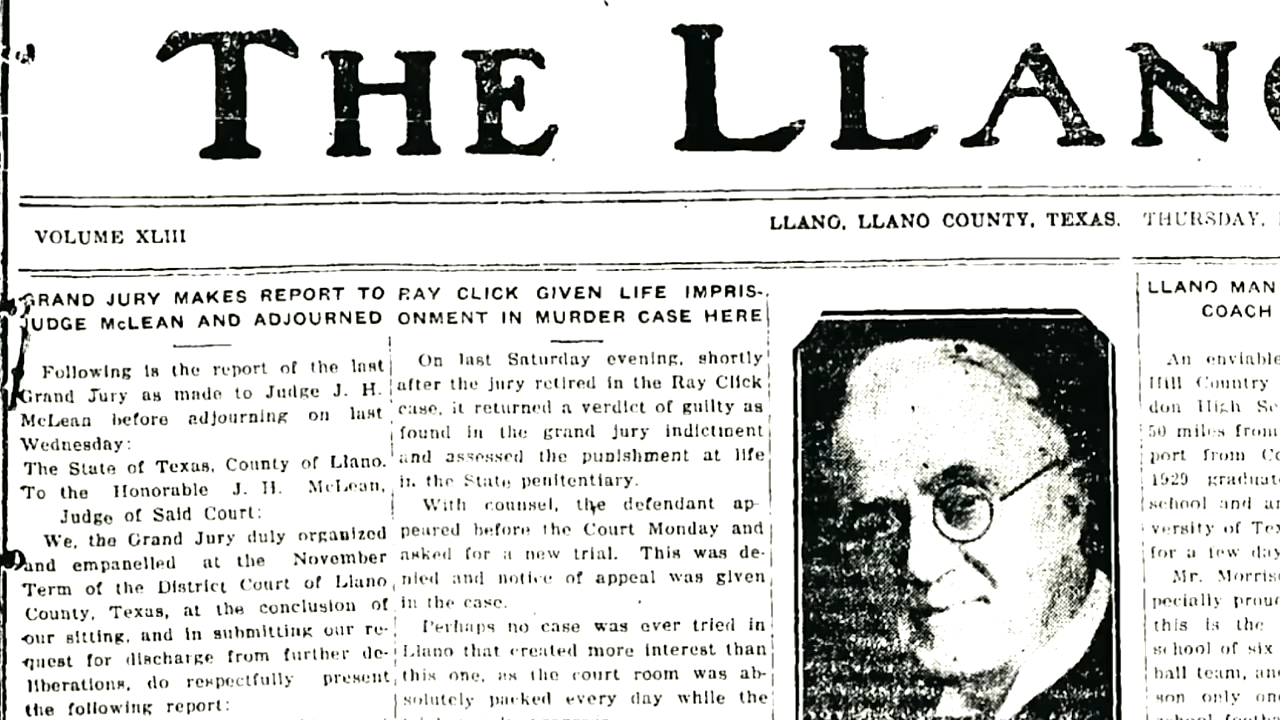 THE LLANO
VOLUME XLIII
LLANO, LLANO COUNTY, TEXAS. THURSDAY,
GRAND JURY MAKES REPORT TO
JUDGE McLEAN AND ADJOURNED
Following is the report of the last
Grand Jury as made to Judge J. H.
McLean before adjourning on last
Wednesday:
The State of Texas, County of Llano.
To the Honorable J. H. McLean,
Judge of Said Court:
We, the Grand Jury duly organized
and empanelled at the November
Term of the District Court of Llano
County, Texas, at the conclusion of
our sitting, and in submitting our re-
quest for discharge from further de-
liberations, do respectfully present
the following report:
RAY CLICK GIVEN LIFE IMPRIS-
ONMENT IN MURDER CASE HERE
On last Saturday evening, shortly
after the jury retired in the Ray Click
case, it returned a verdict of guilty as
found in the grand jury indictment
and assessed the punishment at life
in the State penitentiary.
With counsel, the defendant ap-
peared before the Court Monday and
asked for a new trial. This was de-
nied and notice of appeal was given
in the case.
Perhaps no case was ever tried in
Llano that created more interest than
this one, as the court room was ab-
solutely packed every day while the
LLANO MAN
COACH
An enviable
Hill Country
don High Sc
50 miles from
port from Co
1929 graduate
school and a
versity of Te
for a few day
Mr. Morris
pecially prou
this is the
school of six
ball team, an
son only on